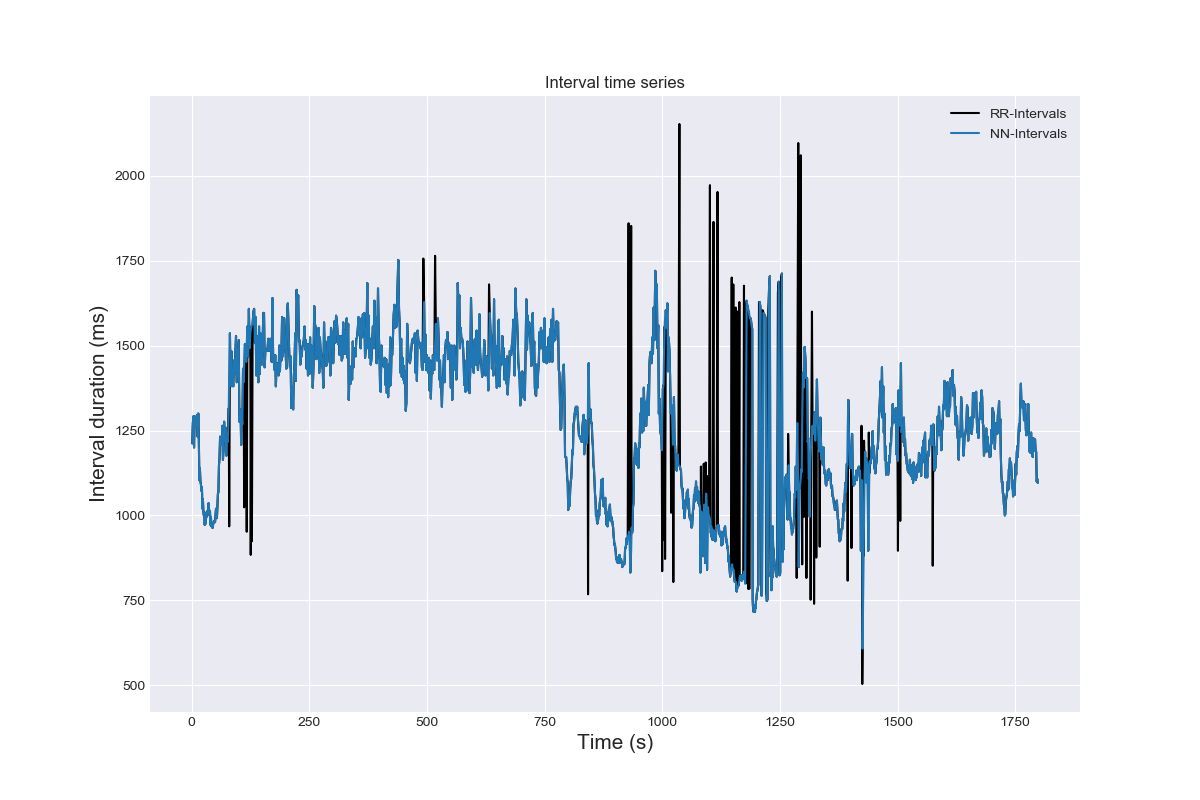 Interval time series
RR-Intervals
NN-Intervals
Interval duration (ms)
2000
1750
1500
1250
1000
750
500
0 250 500 750 1000 1250 1500 1750
Time (s)